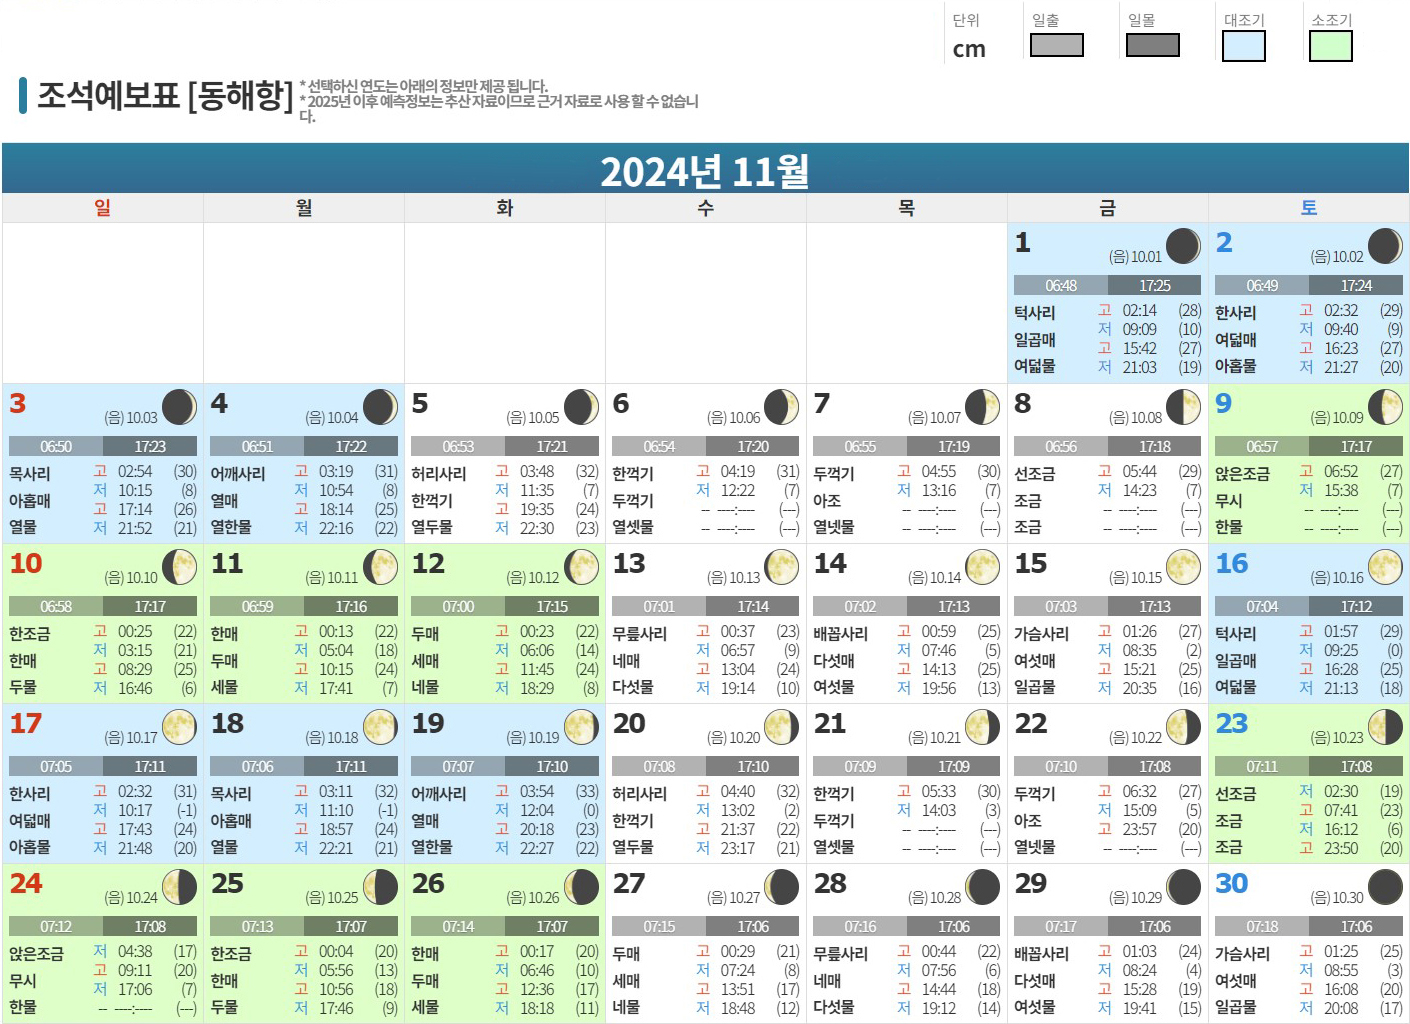 단위 일출 일몰 대조기 소조기
cm
조석예보표 [동해항]
* 선택하신 연도는 아래의 정보만 제공 됩니다.
* 2025년 이후 예측정보는 추산 자료이므로 근거 자료로 사용 할 수 없습니
다.
2024년 11월
일 월 화 수 목 금 토
1 (음) 10.01
06:48 17:25
턱사리 일곱매 여덟물
고 02:14 (28)
저 09:09 (10)
고 15:42 (27)
저 21:03 (19)
2 (음) 10.02
06:49 17:24
한사리 여덟매 아홉물
고 02:32 (29)
저 09:40 (9)
고 16:23 (27)
저 21:27 (20)
3 (음) 10.03
06:50 17:23
목사리 아홉매 열물
고 02:54 (30)
저 10:15 (8)
고 17:14 (26)
저 21:52 (21)
4 (음) 10.04
06:51 17:22
어깨사리 열매 열한물
고 03:19 (31)
저 10:54 (8)
고 18:14 (25)
저 22:16 (22)
5 (음) 10.05
06:53 17:21
허리사리 한꺽기 열두물
고 03:48 (32)
저 11:35 (7)
고 19:35 (24)
저 22:30 (23)
6 (음) 10.06
06:54 17:20
한꺽기 두꺽기 열셋물
고 04:19 (31)
저 12:22 (7)
-- ----:---- (---)
-- ----:---- (---)
7 (음) 10.07
06:55 17:19
두꺽기 아조 열넷물
고 04:55 (30)
저 13:16 (7)
-- ----:---- (---)
-- ----:---- (---)
8 (음) 10.08
06:56 17:18
선조금 조금 조금
고 05:44 (29)
저 14:23 (7)
-- ----:---- (---)
-- ----:---- (---)
9 (음) 10.09
06:57 17:17
앉은조금 무시 한물
고 06:52 (27)
저 15:38 (7)
-- ----:---- (---)
-- ----:---- (---)
10 (음) 10.10
06:58 17:17
한조금 한매 두물
고 00:25 (22)
저 03:15 (21)
고 08:29 (25)
저 16:46 (6)
11 (음) 10.11
06:59 17:16
한매 두매 세물
고 00:13 (22)
저 05:04 (18)
고 10:15 (24)
저 17:41 (7)
12 (음) 10.12
07:00 17:15
두매 세매 네물
고 00:23 (22)
저 06:06 (14)
고 11:45 (24)
저 18:29 (8)
13 (음) 10.13
07:01 17:14
무릎사리 네매 다섯물
고 00:37 (23)
저 06:57 (9)
고 13:04 (24)
저 19:14 (10)
14 (음) 10.14
07:02 17:13
배꼽사리 다섯매 여섯물
고 00:59 (25)
저 07:46 (5)
고 14:13 (25)
저 19:56 (13)
15 (음) 10.15
07:03 17:13
가슴사리 여섯매 일곱물
고 01:26 (27)
저 08:35 (2)
고 15:21 (25)
저 20:35 (16)
16 (음) 10.16
07:04 17:12
턱사리 일곱매 여덟물
고 01:57 (29)
저 09:25 (0)
고 16:28 (25)
저 21:13 (18)
17 (음) 10.17
07:05 17:11
한사리 여덟매 아홉물
고 02:32 (31)
저 10:17 (-1)
고 17:43 (24)
저 21:48 (20)
18 (음) 10.18
07:06 17:11
목사리 아홉매 열물
고 03:11 (32)
저 11:10 (-1)
고 18:57 (24)
저 22:21 (21)
19 (음) 10.19
07:07 17:10
어깨사리 열매 열한물
고 03:54 (33)
저 12:04 (0)
고 20:18 (23)
저 22:27 (22)
20 (음) 10.20
07:08 17:10
허리사리 한꺽기 열두물
고 04:40 (32)
저 13:02 (2)
고 21:37 (22)
저 23:17 (21)
21 (음) 10.21
07:09 17:09
한꺽기 두꺽기 열셋물
고 05:33 (30)
저 14:03 (3)
-- ----:---- (---)
-- ----:---- (---)
22 (음) 10.22
07:10 17:08
두꺽기 아조 열넷물
고 06:32 (27)
저 15:09 (5)
고 23:57 (20)
-- ----:---- (---)
23 (음) 10.23
07:11 17:08
선조금 조금 조금
저 02:30 (19)
고 07:41 (23)
저 16:12 (6)
고 23:50 (20)
24 (음) 10.24
07:12 17:08
앉은조금 무시 한물
저 04:38 (17)
고 09:11 (20)
저 17:06 (7)
-- ----:---- (---)
25 (음) 10.25
07:13 17:07
한조금 한매 두물
고 00:04 (20)
저 05:56 (13)
고 10:56 (18)
저 17:46 (9)
26 (음) 10.26
07:14 17:07
한매 두매 세물
고 00:17 (20)
저 06:46 (10)
고 12:36 (17)
저 18:18 (11)
27 (음) 10.27
07:15 17:06
두매 세매 네물
고 00:29 (21)
저 07:24 (8)
고 13:51 (17)
저 18:48 (12)
28 (음) 10.28
07:16 17:06
무릎사리 네매 다섯물
고 00:44 (22)
저 07:56 (6)
고 14:44 (18)
저 19:12 (14)
29 (음) 10.29
07:17 17:06
배꼽사리 다섯매 여섯물
고 01:03 (24)
저 08:24 (4)
고 15:28 (19)
저 19:41 (15)
30 (음) 10.30
07:18 17:06
가슴사리 여섯매 일곱물
고 01:25 (25)
저 08:55 (3)
고 16:08 (20)
저 20:08 (17)